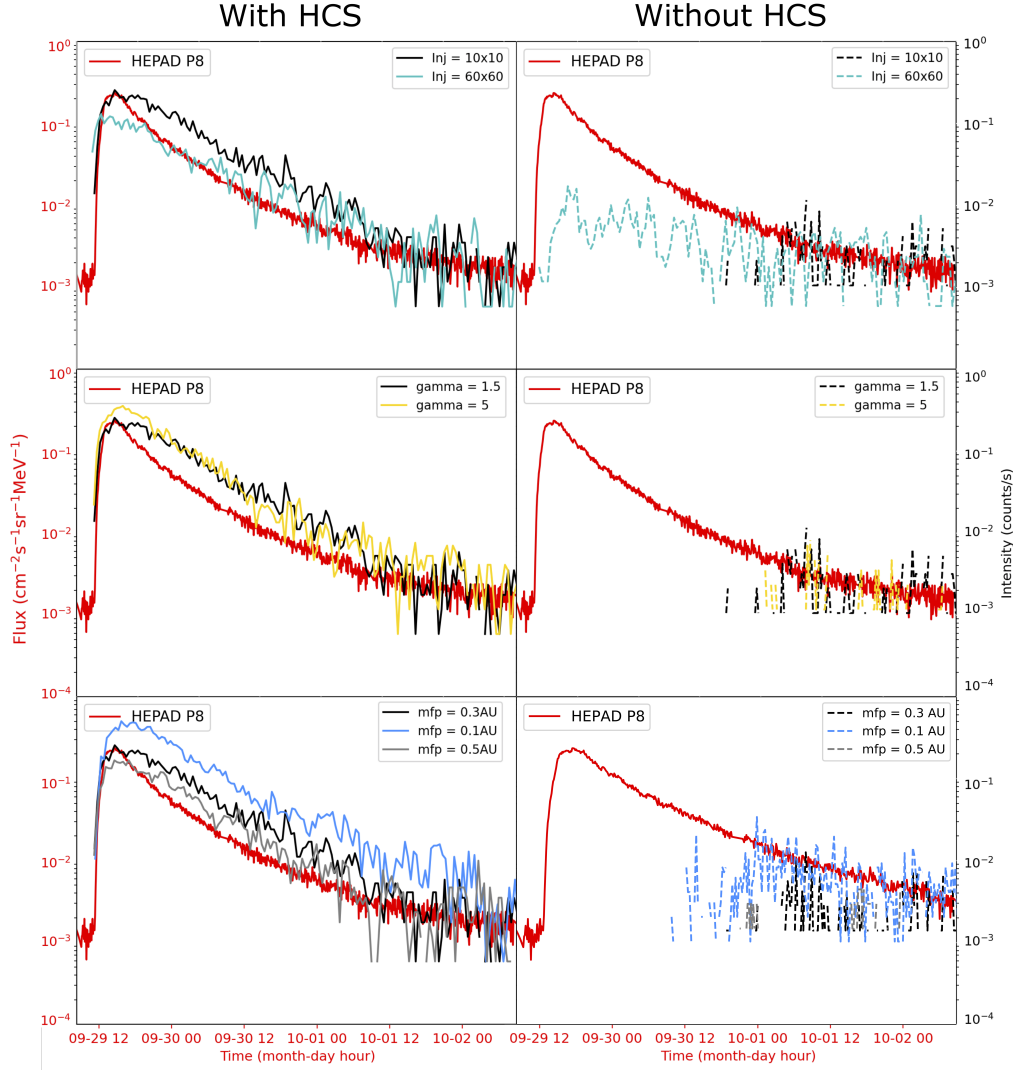 With HCS
Without HCS
10⁰
10⁻¹
10⁻²
10⁻³
HEPAD P8
Inj = 10x10
Inj = 60x60
HEPAD P8
Inj = 10x10
Inj = 60x60
10⁰
10⁻¹
10⁻²
10⁻³
Flux (cm⁻²s⁻¹sr⁻¹MeV⁻¹)
10⁰
10⁻¹
10⁻²
10⁻³
10⁻⁴
HEPAD P8
gamma = 1.5
gamma = 5
HEPAD P8
gamma = 1.5
gamma = 5
10⁰
10⁻¹
10⁻²
10⁻³
10⁻⁴
Intensity (counts/s)
10⁻¹
10⁻²
10⁻³
10⁻⁴
HEPAD P8
mfp = 0.3AU
mfp = 0.1AU
mfp = 0.5AU
HEPAD P8
mfp = 0.3 AU
mfp = 0.1 AU
mfp = 0.5 AU
10⁻¹
10⁻²
10⁻³
10⁻⁴
09-29 12 09-30 00 09-30 12 10-01 00 10-01 12 10-02 00
Time (month-day hour)
09-29 12 09-30 00 09-30 12 10-01 00 10-01 12 10-02 00
Time (month-day hour)